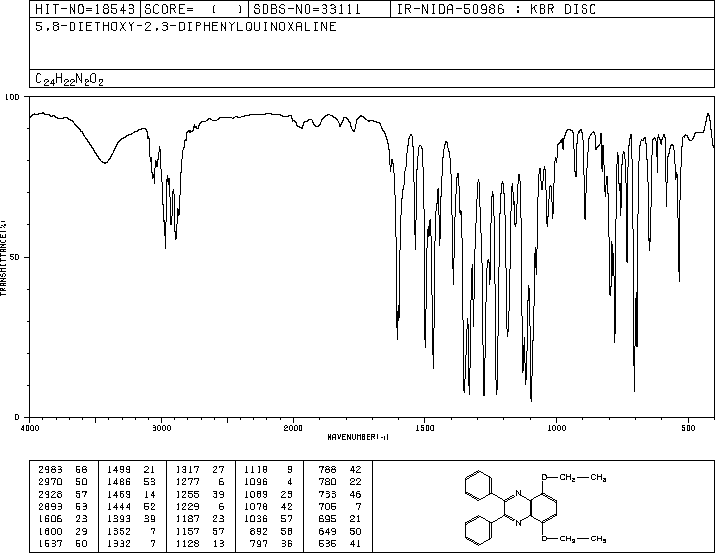 HIT-NO=18543 SCORE= ( ) SDBS-NO=33111 IR-NIDA-50986 : KBR DISC
5,8-DIETHOXY-2,3-DIPHENYLQUINOXALINE
C24H22N2O2
100
50
0
TRANSMITTANCE(%)
4000 3000 2000 1500 1000 500
WAVENUMBER(-1)
2983 68 1499 21 1317 27 1118 9 788 42
2970 50 1486 53 1277 6 1096 4 780 22
2928 57 1469 14 1255 39 1089 29 733 46
2893 53 1444 52 1229 6 1078 42 706 7
1606 23 1393 39 1187 23 1036 57 695 21
1600 29 1352 7 1157 57 892 58 649 50
1537 50 1332 7 1128 13 797 36 536 41
O CH2 CH3
N
N
O CH2 CH3